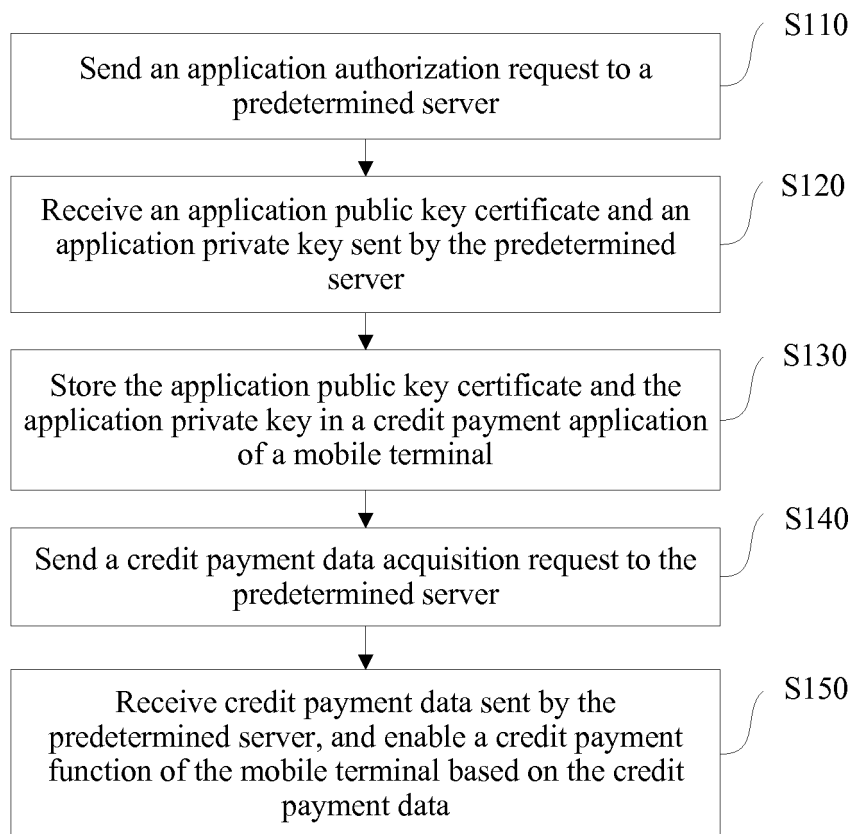 S110
Send an application authorization request to a
predetermined server
S120
Receive an application public key certificate and an
application private key sent by the predetermined
server
S130
Store the application public key certificate and the
application private key in a credit payment application
of a mobile terminal
S140
Send a credit payment data acquisition request to the
predetermined server
S150
Receive credit payment data sent by the
predetermined server, and enable a credit payment
function of the mobile terminal based on the credit
payment data